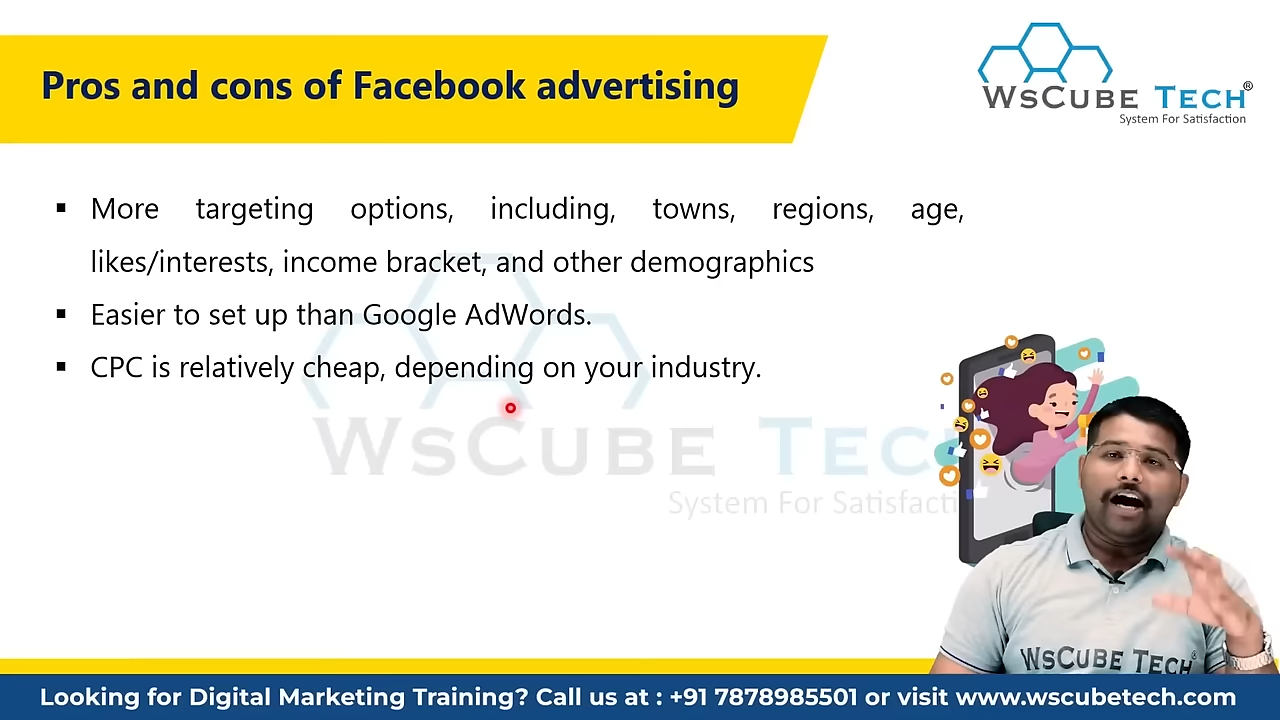 Pros and cons of Facebook advertising
WsCube Tech®
System For Satisfaction
▪ More targeting options, including, towns, regions, age,
likes/interests, income bracket, and other demographics
▪ Easier to set up than Google AdWords.
▪ CPC is relatively cheap, depending on your industry.
WsCube Tec
System For Satisfacti
WsCube Tech
Looking for Digital Marketing Training? Call us at : +91 7878985501 or visit www.wscubetech.com